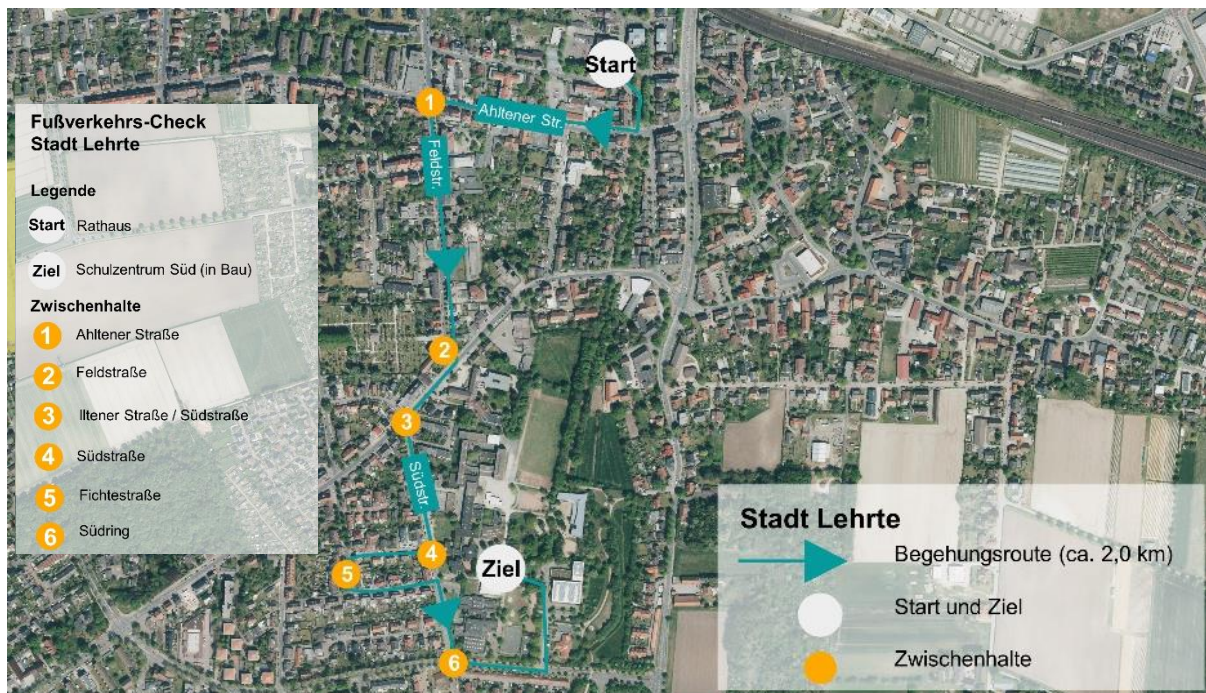 Start
1
Ahltener Str.
Feldstr.
2
3
Südstr.
4
5
Ziel
6
Fußverkehrs-Check
Stadt Lehrte
Legende
Start Rathaus
Ziel Schulzentrum Süd (in Bau)
Zwischenhalte
1 Ahltener Straße
2 Feldstraße
3 Iltener Straße / Südstraße
4 Südstraße
5 Fichtestraße
6 Südring
Stadt Lehrte
Begehungsroute (ca. 2,0 km)
Start und Ziel
Zwischenhalte